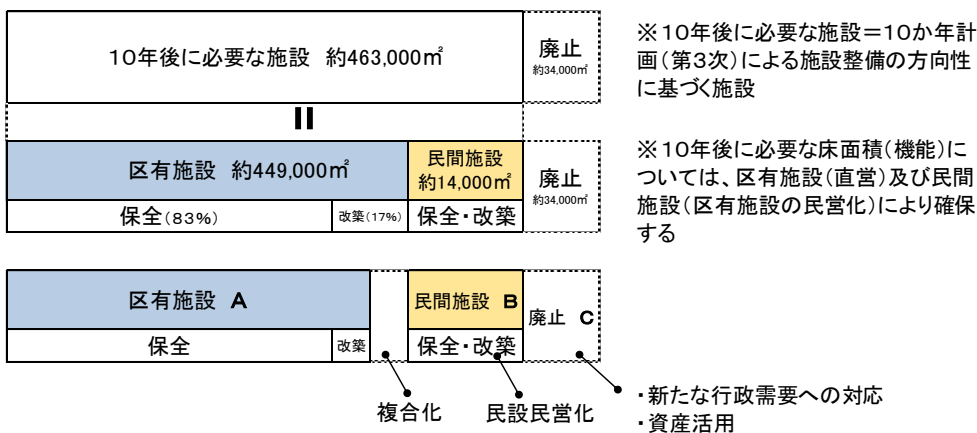 10年後に必要な施設 約463,000㎡
廃止
約34,000㎡
※10年後に必要な施設=10か年計
画(第3次)による施設整備の方向性
に基づく施設
=
区有施設 約449,000㎡
民間施設
約14,000㎡
廃止
約34,000㎡
保全(83%)
改築(17%)
保全・改築
※10年後に必要な床面積(機能)に
ついては、区有施設(直営)及び民間
施設(区有施設の民営化)により確保
する
区有施設 A
民間施設 B
廃止 C
保全
改築
保全・改築
複合化
民設民営化
・新たな行政需要への対応
・資産活用